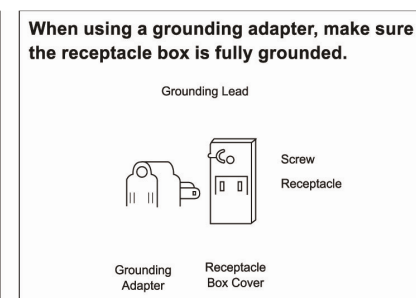 When using a grounding adapter, make sure
the receptacle box is fully grounded.
Grounding Lead
Screw
Receptacle
Grounding
Adapter
Receptacle
Box Cover